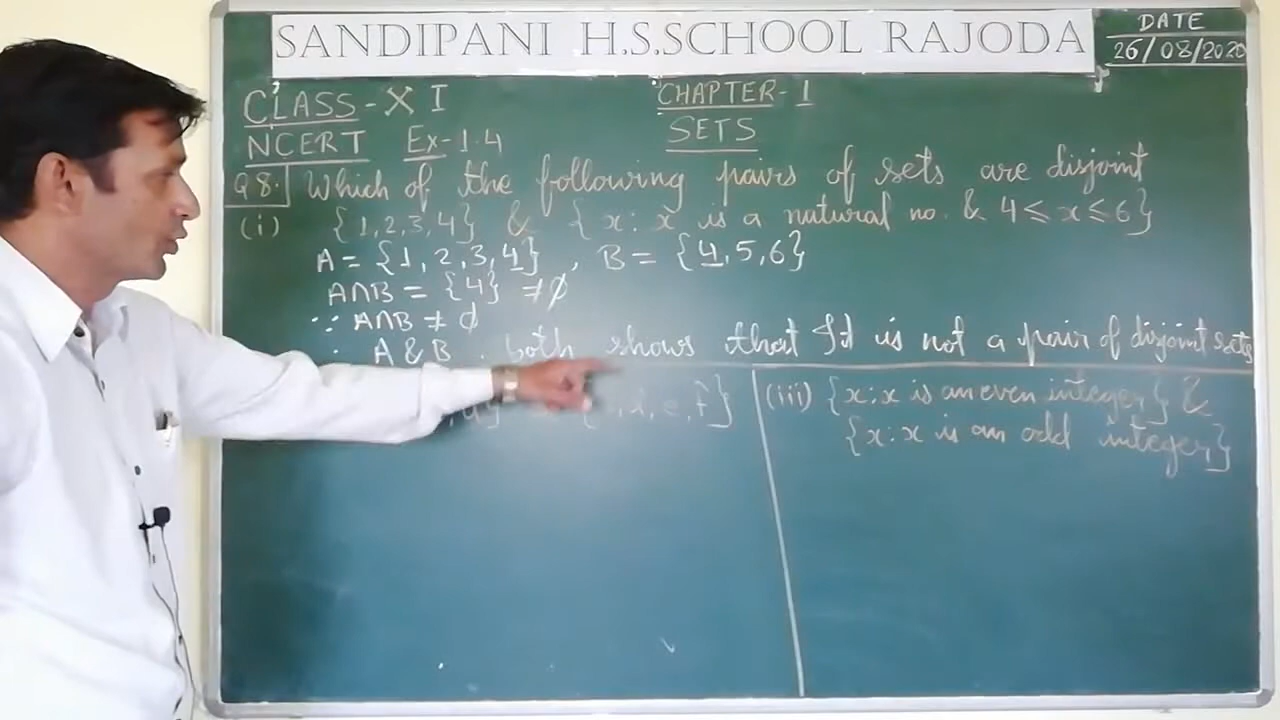 SANDIPANI H.S.SCHOOL RAJODA
DATE
26/08/2020
CLASS-XI
CHAPTER-1
NCERT Ex-1.4
SETS
Q8. Which of the following pairs of sets are disjoint
(i) {1,2,3,4} & {x: x is a natural no. & 4≤x≤6}
A = {1, 2, 3, 4}, B = {4,5,6}
A∩B = {4} ≠ϕ
∵ A∩B ≠ ϕ
A & B, both shows that It is not a pair of disjoint sets
,e,f}
(iii) {x:x is an even integer} &
{x:x is an odd integer}